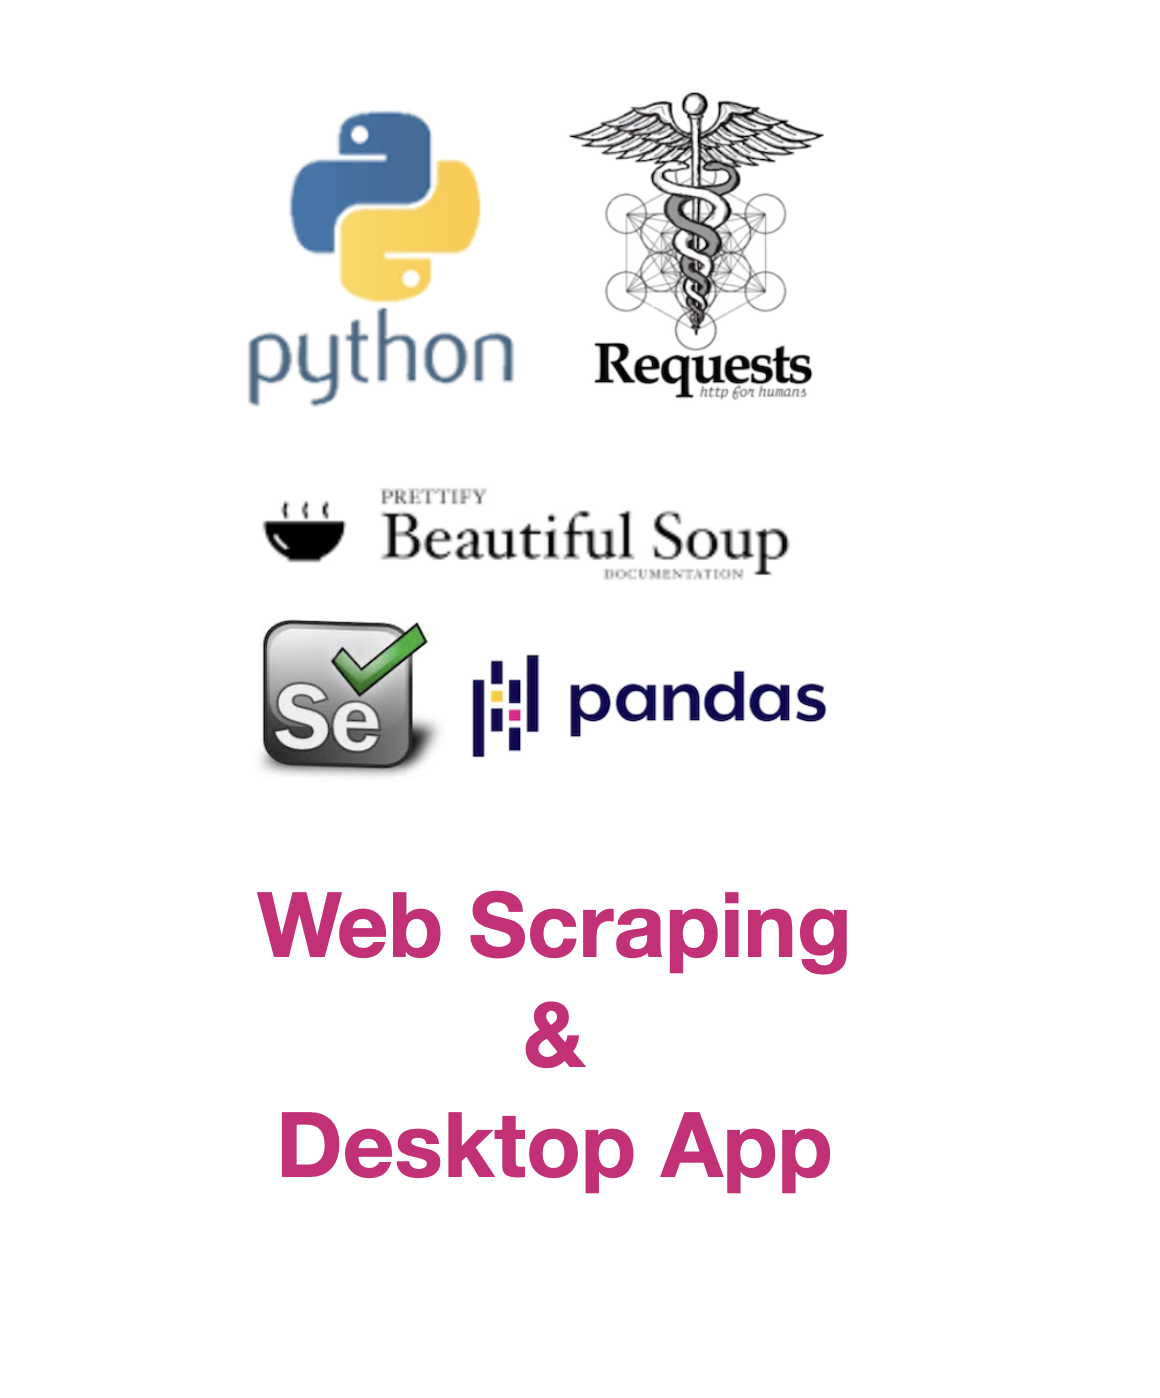 python
Requests
http for humans
PRETTIFY
Beautiful Soup
DOCUMENTATION
Se
pandas
Web Scraping
&
Desktop App